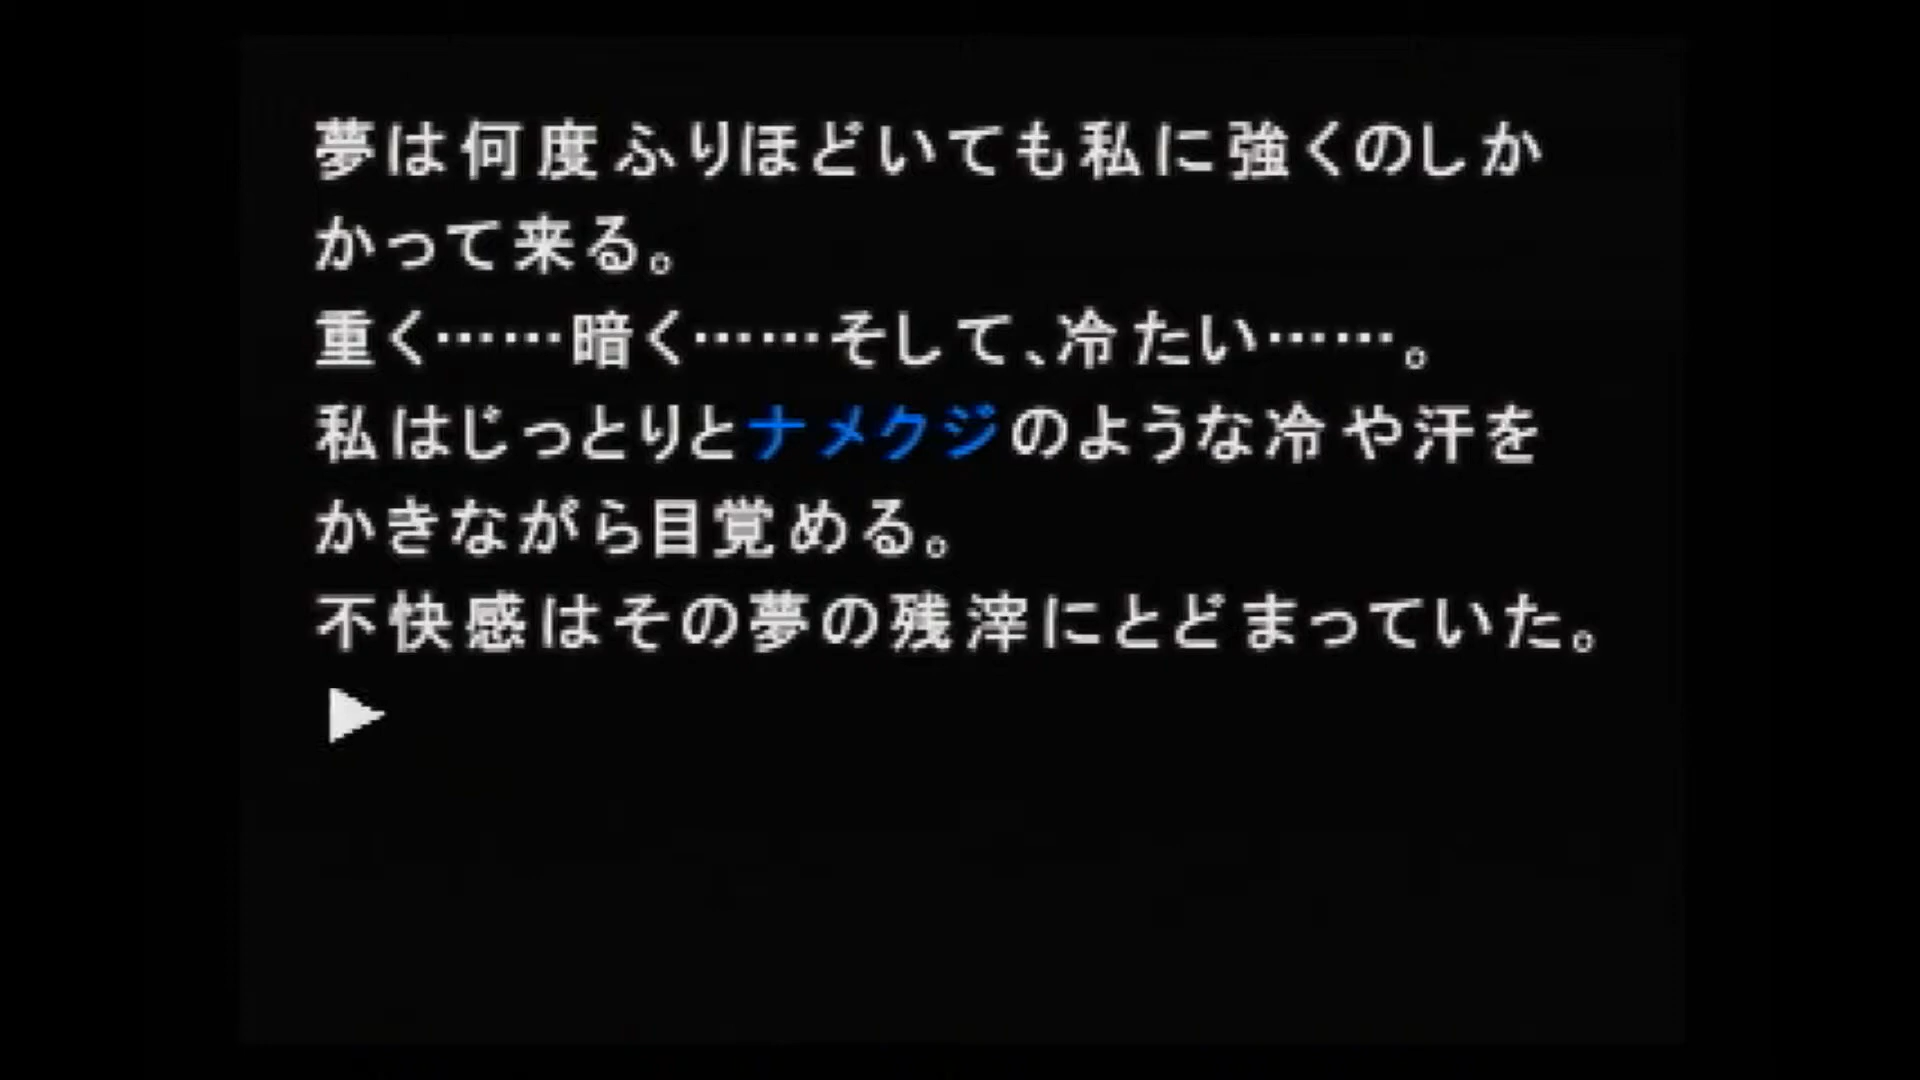 夢は何度ふりほどいても私に強くのしか
かって来る。
重く……暗く……そして、冷たい……。
私はじっとりとナメクジのような冷や汗を
かきながら目覚める。
不快感はその夢の残滓にとどまっていた。